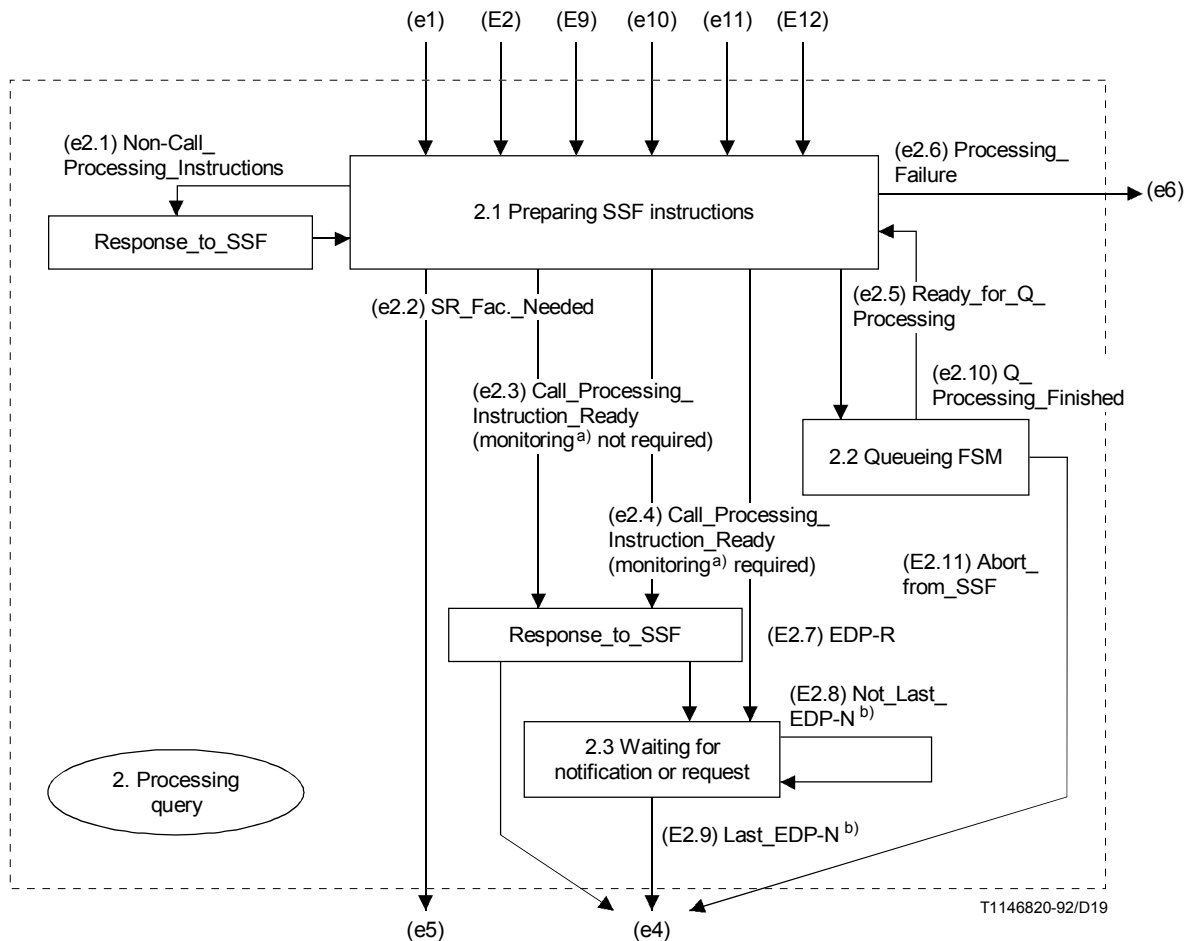 (e1) (E2) (E9) (e10) (e11) (E12)
(e2.1) Non-Call_
Processing_Instructions
(e2.6) Processing_
Failure
(e6)
2.1 Preparing SSF instructions
Response_to_SSF
(e2.2) SR_Fac._Needed
(e2.5) Ready_for_Q_
Processing
(e2.10) Q_
Processing_Finished
(e2.3) Call_Processing_
Instruction_Ready
(monitoring a) not required)
2.2 Queueing FSM
(e2.4) Call_Processing_
Instruction_Ready
(monitoring a) required)
(E2.11) Abort_
from_SSF
Response_to_SSF
(E2.7) EDP-R
(E2.8) Not_Last_
EDP-N b)
2.3 Waiting for
notification or request
2. Processing
query
(E2.9) Last_EDP-N b)
T1146820-92/D19
(e5) (e4)